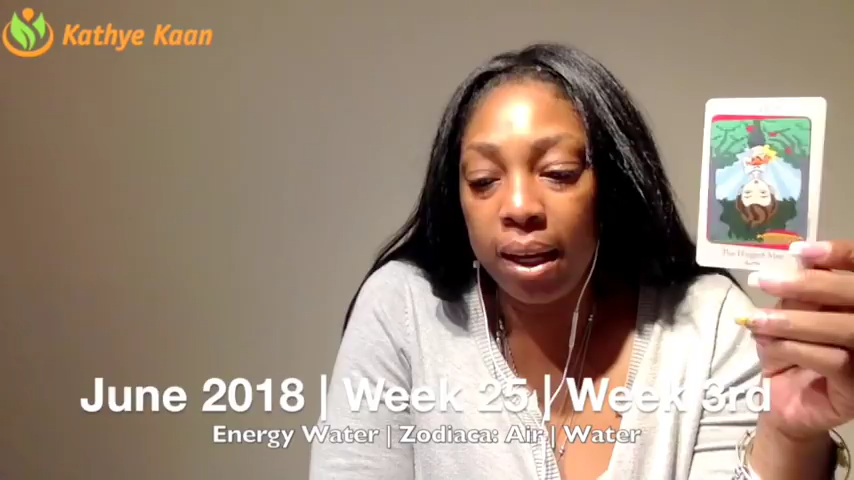 Kathye Kaan
The Hanged Man
June 2018 | Week 25 | Week 3rd
Energy Water | Zodiaca: Air | Water